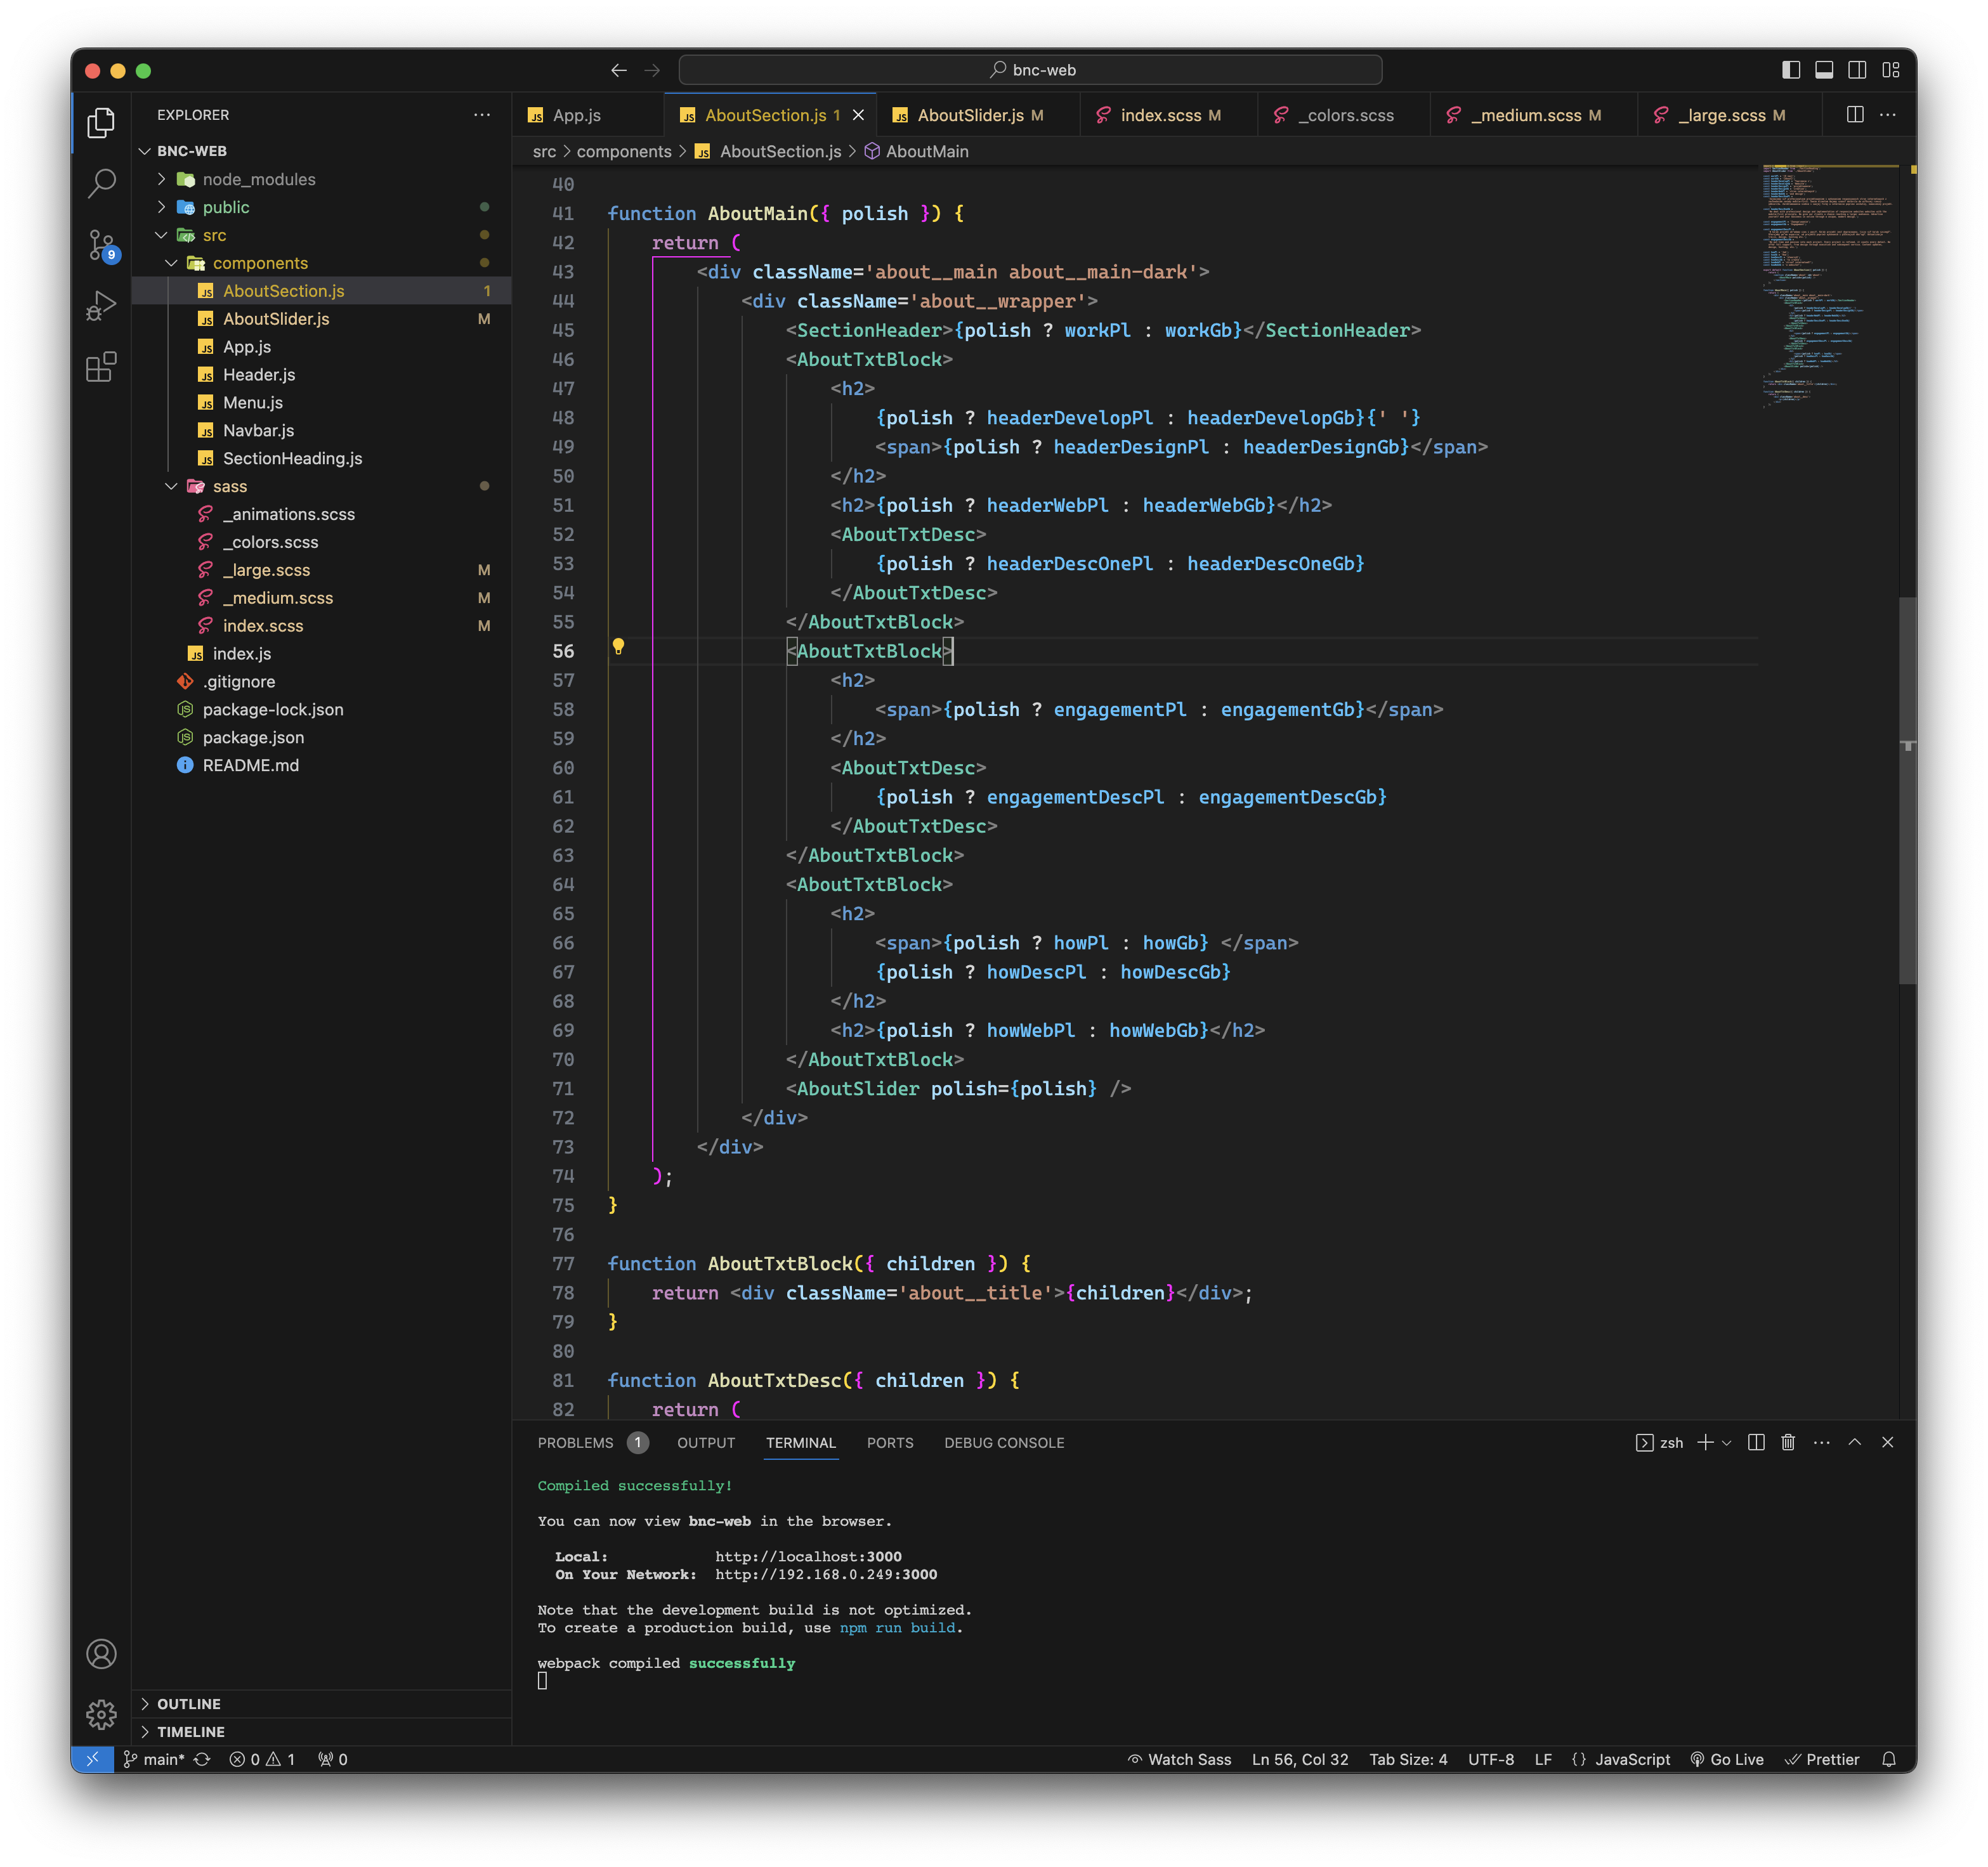 bnc-web
EXPLORER
BNC-WEB
node_modules
public
src
components
AboutSection.js 1
AboutSlider.js M
App.js
Header.js
Menu.js
Navbar.js
SectionHeading.js
sass
_animations.scss
_colors.scss
_large.scss M
_medium.scss M
index.scss M
index.js
.gitignore
package-lock.json
package.json
README.md
OUTLINE
TIMELINE
9
App.js AboutSection.js 1 AboutSlider.js M index.scss M _colors.scss _medium.scss M _large.scss M
src > components > AboutSection.js > AboutMain
40
41 function AboutMain({ polish }) {
42 return (
43 <div className='about__main about__main-dark'>
44 <div className='about__wrapper'>
45 <SectionHeader>{polish ? workPl : workGb}</SectionHeader>
46 <AboutTxtBlock>
47 <h2>
48 {polish ? headerDevelopPl : headerDevelopGb}{' '}
49 <span>{polish ? headerDesignPl : headerDesignGb}</span>
50 </h2>
51 <h2>{polish ? headerWebPl : headerWebGb}</h2>
52 <AboutTxtDesc>
53 {polish ? headerDescOnePl : headerDescOneGb}
54 </AboutTxtDesc>
55 </AboutTxtBlock>
56 <AboutTxtBlock>
57 <h2>
58 <span>{polish ? engagementPl : engagementGb}</span>
59 </h2>
60 <AboutTxtDesc>
61 {polish ? engagementDescPl : engagementDescGb}
62 </AboutTxtDesc>
63 </AboutTxtBlock>
64 <AboutTxtBlock>
65 <h2>
66 <span>{polish ? howPl : howGb} </span>
67 {polish ? howDescPl : howDescGb}
68 </h2>
69 <h2>{polish ? howWebPl : howWebGb}</h2>
70 </AboutTxtBlock>
71 <AboutSlider polish={polish} />
72 </div>
73 </div>
74 );
75 }
76
77 function AboutTxtBlock({ children }) {
78 return <div className='about__title'>{children}</div>;
79 }
80
81 function AboutTxtDesc({ children }) {
82 return (
PROBLEMS 1 OUTPUT TERMINAL PORTS DEBUG CONSOLE zsh
Compiled successfully!
You can now view bnc-web in the browser.
Local: http://localhost:3000
On Your Network: http://192.168.0.249:3000
Note that the development build is not optimized.
To create a production build, use npm run build.
webpack compiled successfully
main* 0 1 0 Watch Sass Ln 56, Col 32 Tab Size: 4 UTF-8 LF {} JavaScript Go Live Prettier